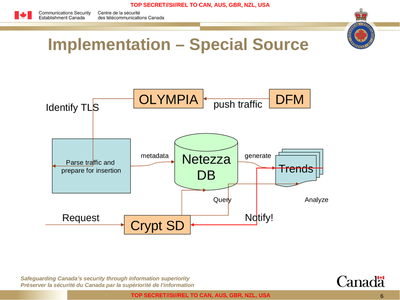 TOP SECRET//SI//REL TO CAN, AUS, GBR, NZL, USA
Communications Security Centre de la sécurité
Establishment Canada des télécommunications Canada
Implementation – Special Source
OLYMPIA
DFM
push traffic
Identify TLS
Parse traffic and
prepare for insertion
metadata
Netezza
DB
generate
Trends
Query
Analyze
Request
Notify!
Crypt SD
Safeguarding Canada's security through information superiority
Préserver la sécurité du Canada par la supériorité de l'information
Canada
TOP SECRET//SI//REL TO CAN, AUS, GBR, NZL, USA
6